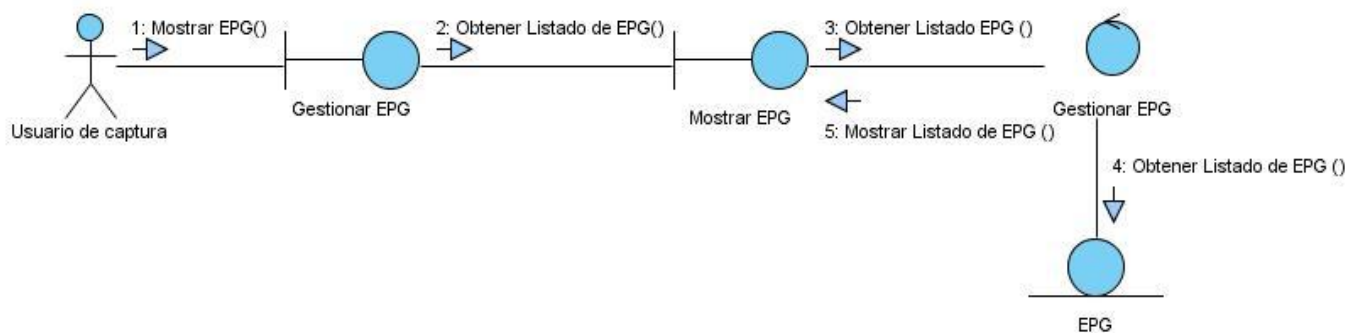 1: Mostrar EPG()
2: Obtener Listado de EPG()
3: Obtener Listado EPG ()
Gestionar EPG
Mostrar EPG
Gestionar EPG
Usuario de captura
5: Mostrar Listado de EPG ()
4: Obtener Listado de EPG ()
EPG